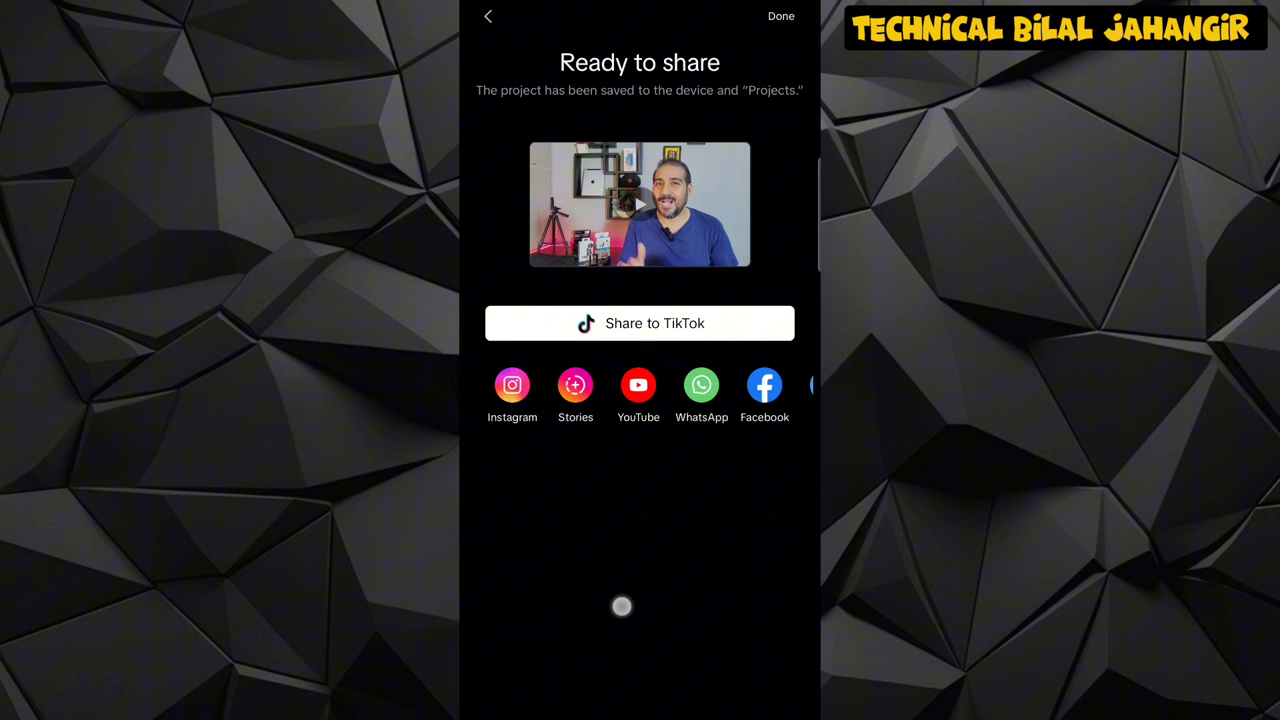 TECHNICAL BILAL JAHANGIR
Done
Ready to share
The project has been saved to the device and “Projects.”
Share to TikTok
Instagram
Stories
YouTube
WhatsApp
Facebook